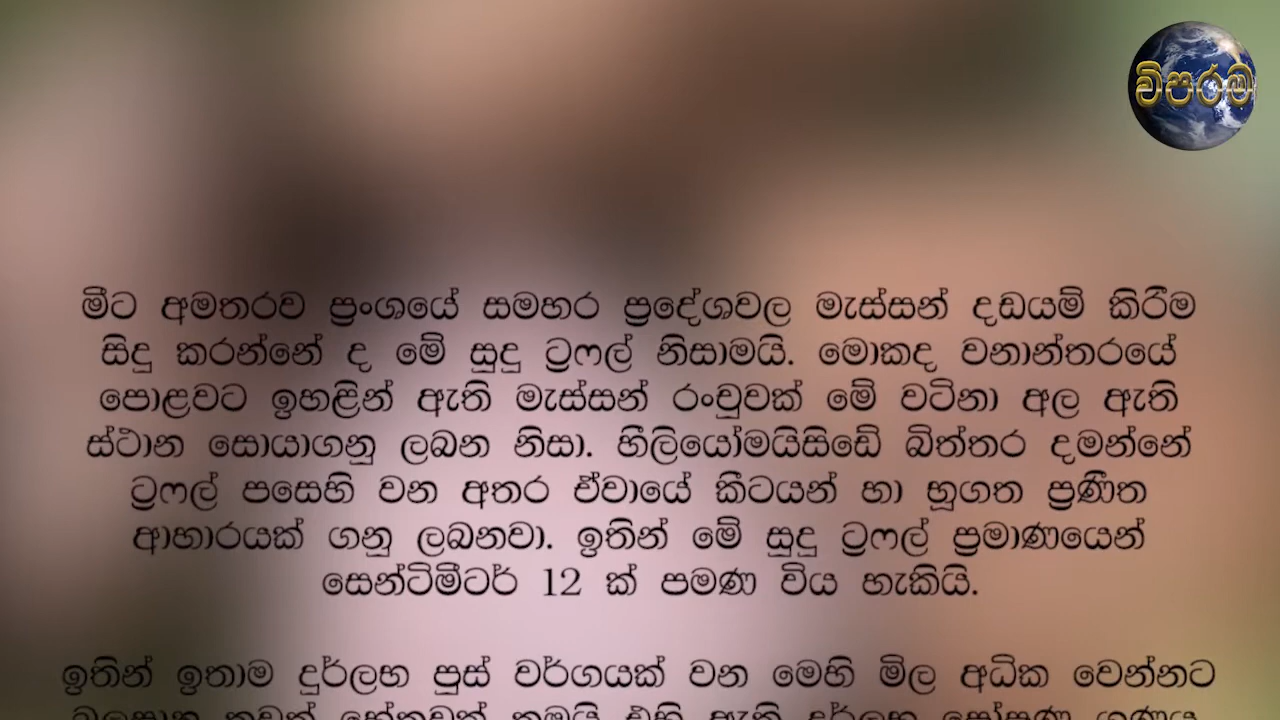 විපරම්
මීට අමතරව ප්‍රංශයේ සමහර ප්‍රදේශවල මැස්සන් දඩයම් කිරීම
සිදු කරන්නේ ද මේ සුදු ට්‍රෆල් නිසාමයි. මොකද වනාන්තරයේ
පොළවට ඉහළින් ඇති මැස්සන් රංචුවක් මේ වටිනා අල ඇති
ස්ථාන සොයාගනු ලබන නිසා. හීලියෝමයිසිඩේ බිත්තර දමන්නේ
ට්‍රෆල් පසෙහි වන අතර ඒවායේ කීටයන් හා භූගත ප්‍රණීත
ආහාරයක් ගනු ලබනවා. ඉතින් මේ සුදු ට්‍රෆල් ප්‍රමාණයෙන්
සෙන්ටිමීටර් 12 ක් පමණ විය හැකියි.
ඉතින් ඉතාම දුර්ලභ පුස් වර්ගයක් වන මෙහි මිල අධික වෙන්නට